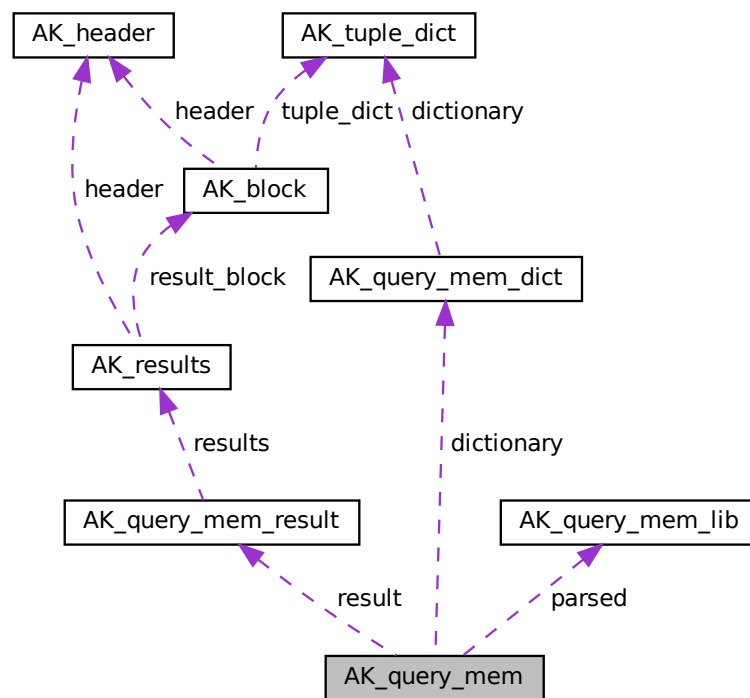 AK_header
AK_tuple_dict
header
tuple_dict
dictionary
header
AK_block
result_block
AK_query_mem_dict
AK_results
results
dictionary
AK_query_mem_result
AK_query_mem_lib
result
parsed
AK_query_mem